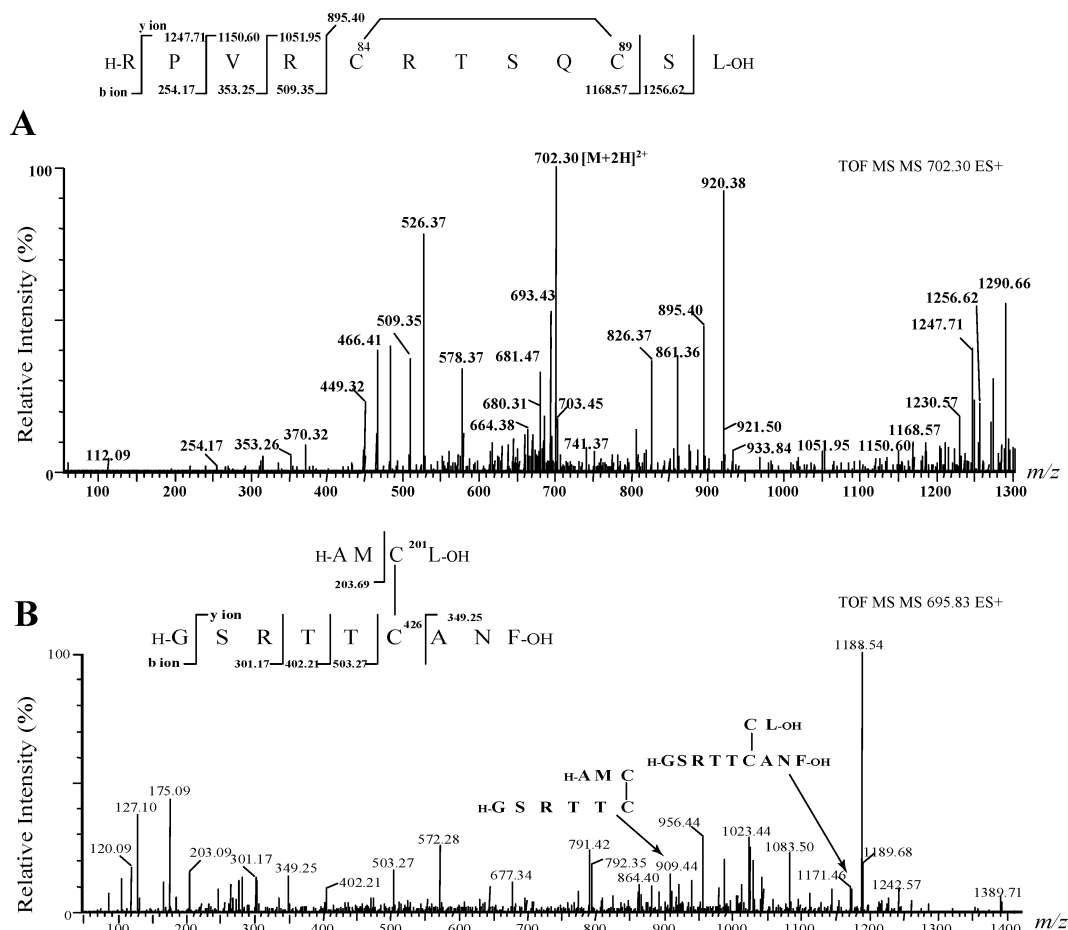 y ion 1247.71 1150.60 1051.95 895.40
H-R P V R C 84 R T S Q C 89 S L-OH
b ion 254.17 353.25 509.35 1168.57 1256.62
A
702.30 [M+2H]2+
TOF MS MS 702.30 ES+
100
920.38
526.37
1290.66
1256.62
693.43
1247.71
895.40
509.35
826.37
861.36
466.41
578.37
681.47
449.32
680.31
703.45
1230.57
664.38
921.50
1168.57
254.17
353.26
370.32
741.37
933.84
1051.95
1150.60
112.09
0
100 200 300 400 500 600 700 800 900 1000 1100 1200 1300 m/z
Relative Intensity (%)
H-A M C 201 L-OH
203.69
B
TOF MS MS 695.83 ES+
y ion 349.25
H-G S R T T C 426 A N F-OH
b ion 301.17 402.21 503.27
100
1188.54
C L-OH
H-G S R T T C A N F-OH
H-A M C
H-G S R T T C
175.09
127.10
956.44
1023.44
572.28
791.42
120.09
203.09
301.17
349.25
503.27
792.35
909.44
1083.50
1189.68
677.34
864.40
1171.46
402.21
1242.57
1389.71
0
100 200 300 400 500 600 700 800 900 1000 1100 1200 1300 1400 m/z
Relative Intensity (%)